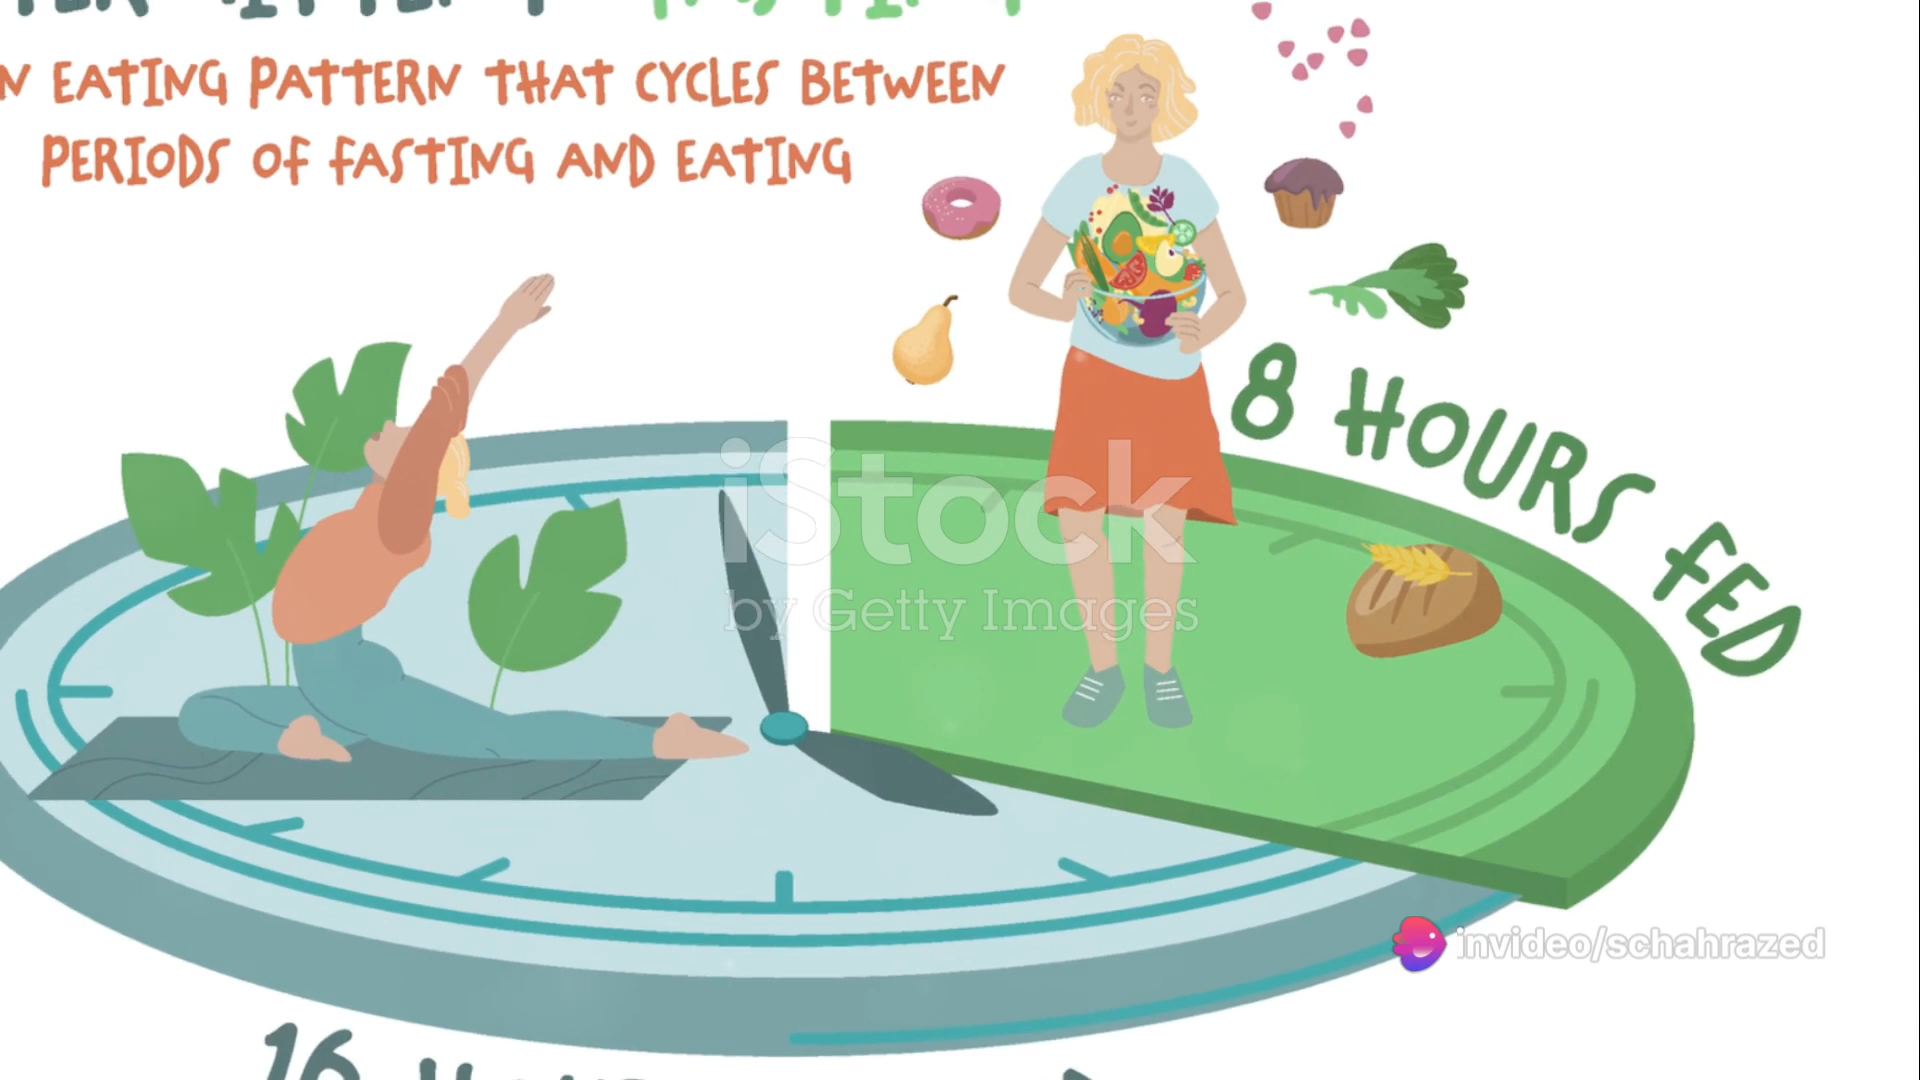 N EATING PATTERN THAT CYCLES BETWEEN
PERIODS OF FASTING AND EATING
8 HOURS FED
iStock
by Getty Images
invideo/schahrazed
16